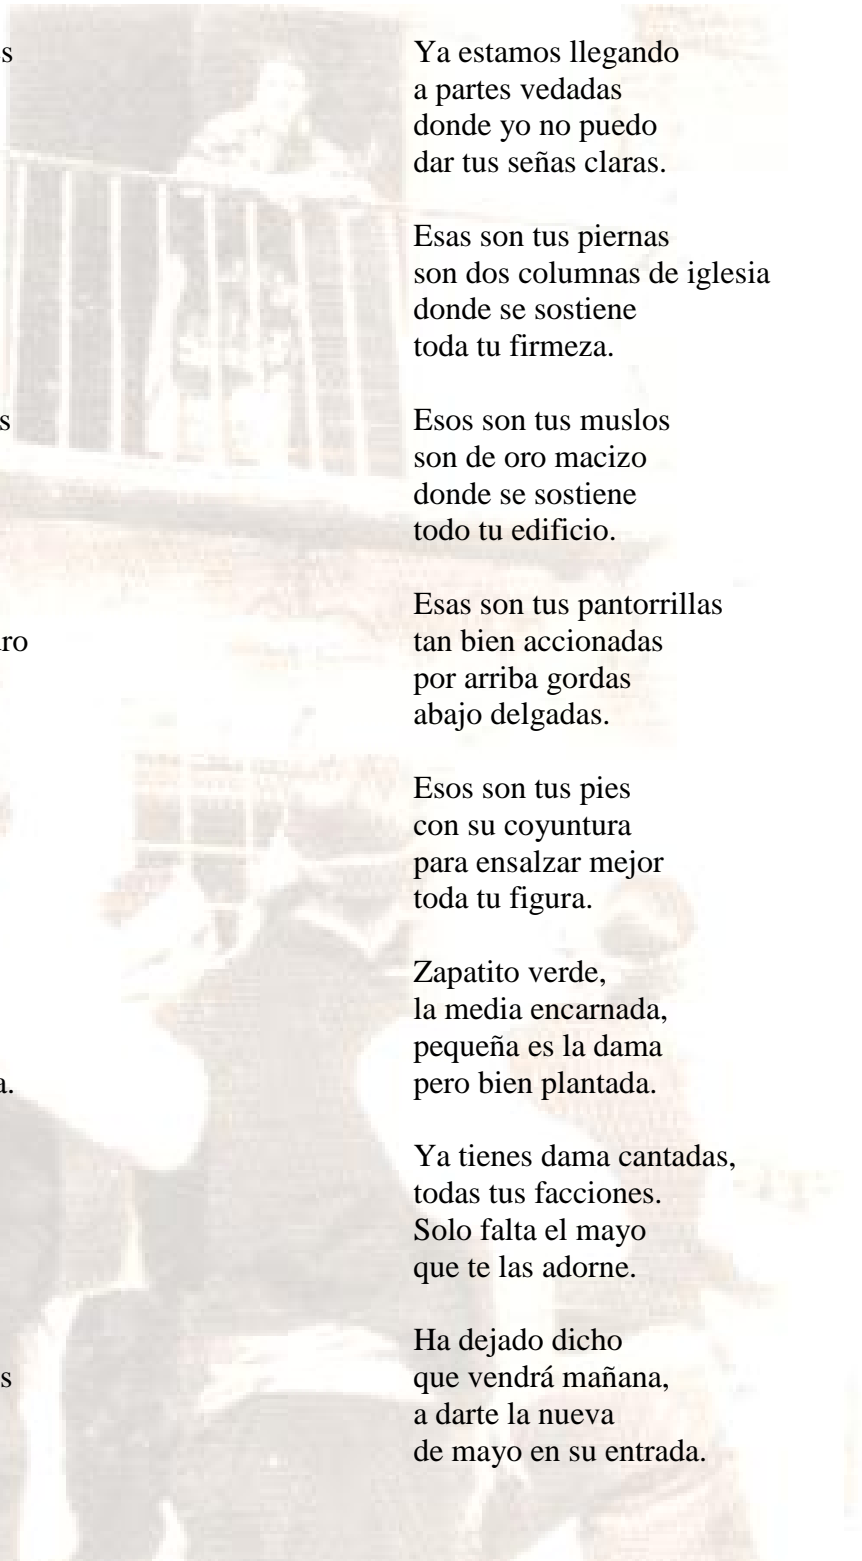 Ya estamos llegando
a partes vedadas
donde yo no puedo
dar tus señas claras.

Esas son tus piernas
son dos columnas de iglesia
donde se sostiene
toda tu firmeza.

Esos son tus muslos
son de oro macizo
donde se sostiene
todo tu edificio.

Esas son tus pantorrillas
tan bien accionadas
por arriba gordas
abajo delgadas.

Esos son tus pies
con su coyuntura
para ensalzar mejor
toda tu figura.

Zapatito verde,
la media encarnada,
pequeña es la dama
pero bien plantada.

Ya tienes dama cantadas,
todas tus facciones.
Solo falta el mayo
que te las adorne.

Ha dejado dicho
que vendrá mañana,
a darte la nueva
de mayo en su entrada.